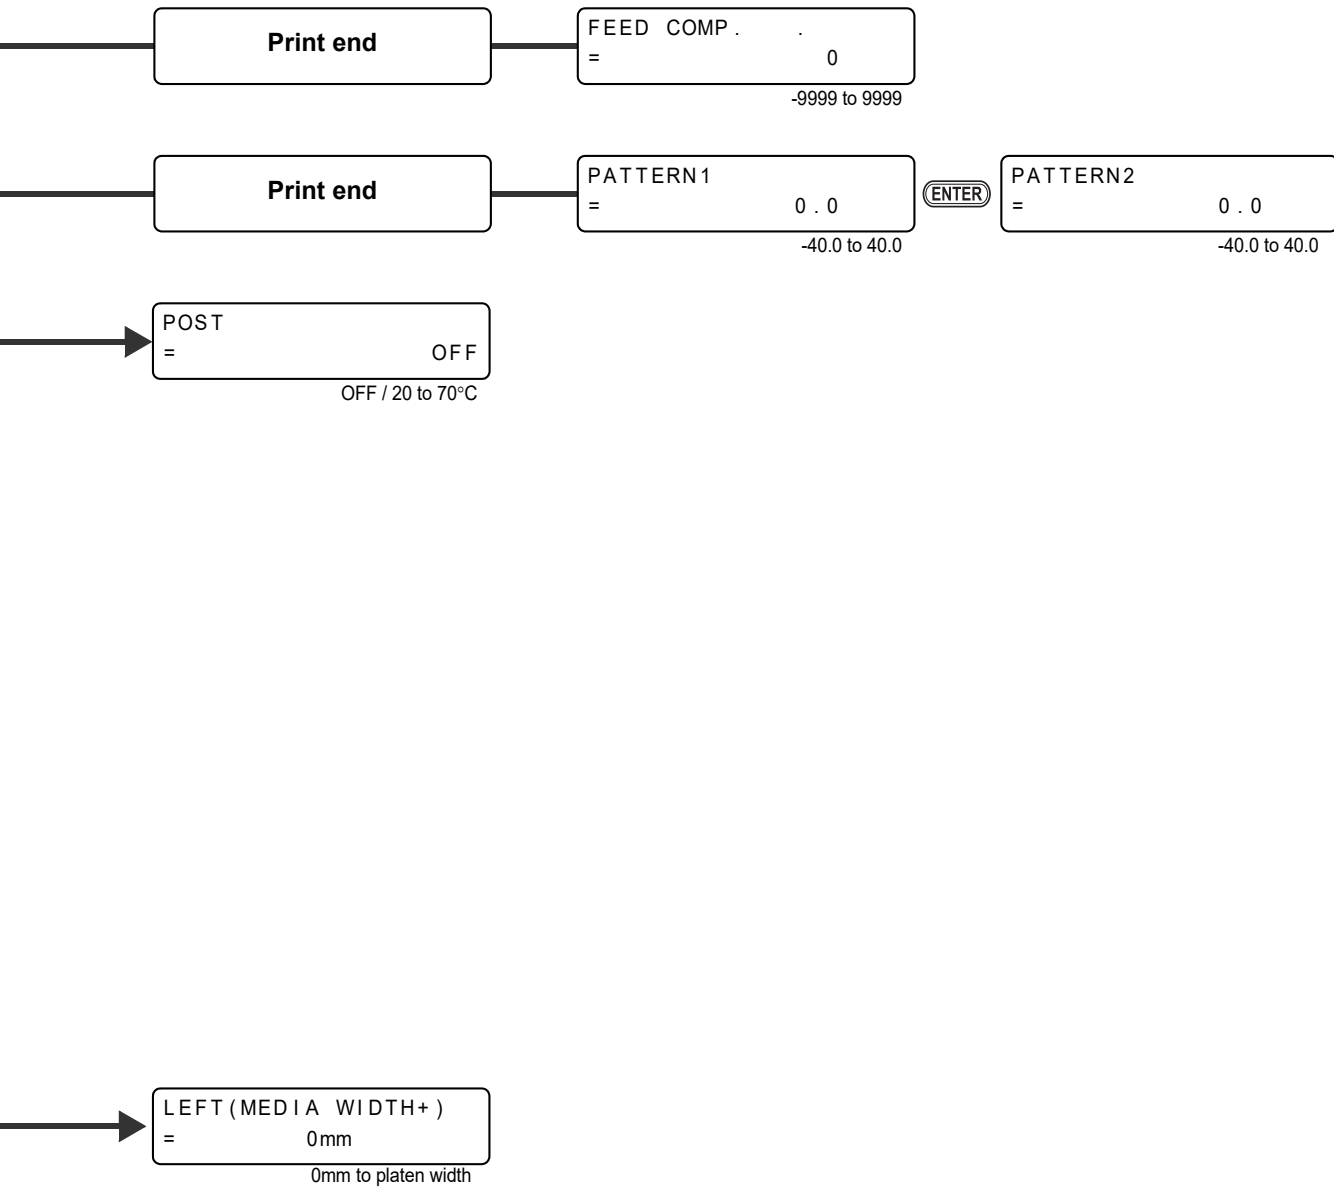 Print end
FEED COMP. .
= 0
-9999 to 9999
Print end
PATTERN1
= 0.0
-40.0 to 40.0
ENTER
PATTERN2
= 0.0
-40.0 to 40.0
POST
= OFF
OFF / 20 to 70°C
LEFT(MEDIA WIDTH+)
= 0mm
0mm to platen width